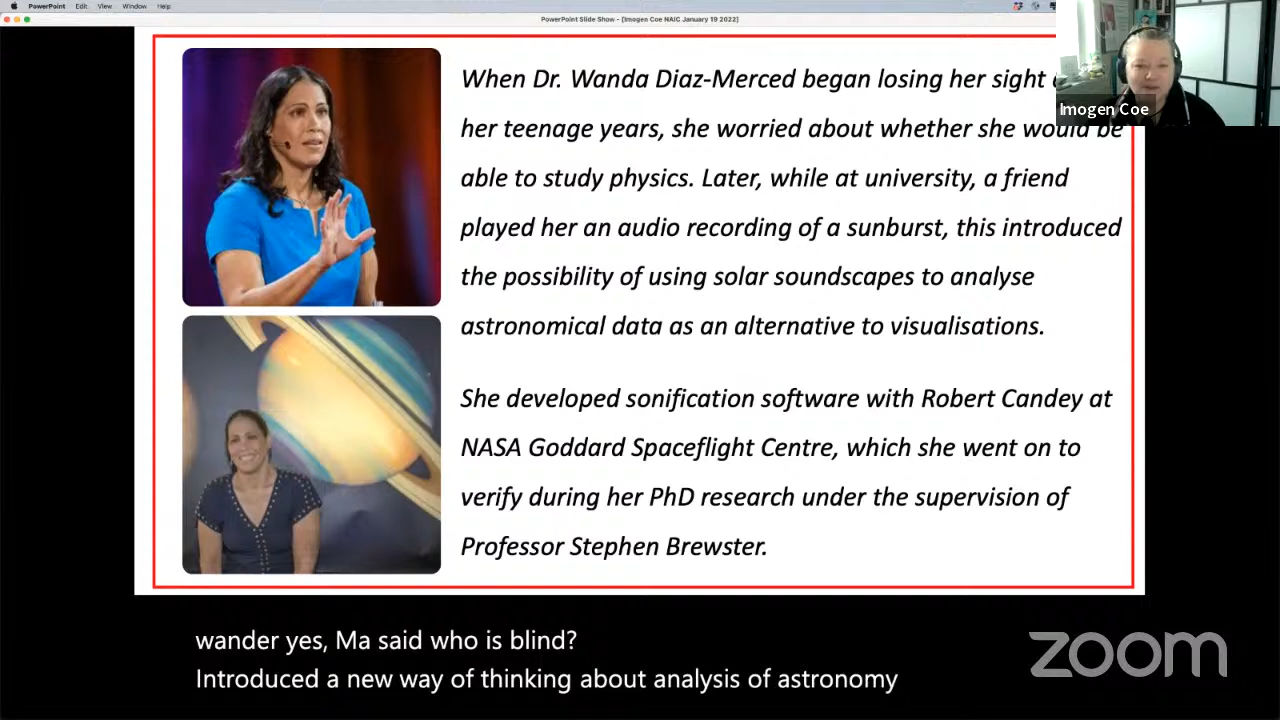 PowerPoint Edit View Window Help
PowerPoint Slide Show - [Imogen Coe NAIC January 19 2022]
When Dr. Wanda Diaz-Merced began losing her sight
Imogen Coe
her teenage years, she worried about whether she would be
able to study physics. Later, while at university, a friend
played her an audio recording of a sunburst, this introduced
the possibility of using solar soundscapes to analyse
astronomical data as an alternative to visualisations.
She developed sonification software with Robert Candey at
NASA Goddard Spaceflight Centre, which she went on to
verify during her PhD research under the supervision of
Professor Stephen Brewster.
wander yes, Ma said who is blind?
Introduced a new way of thinking about analysis of astronomy
zoom